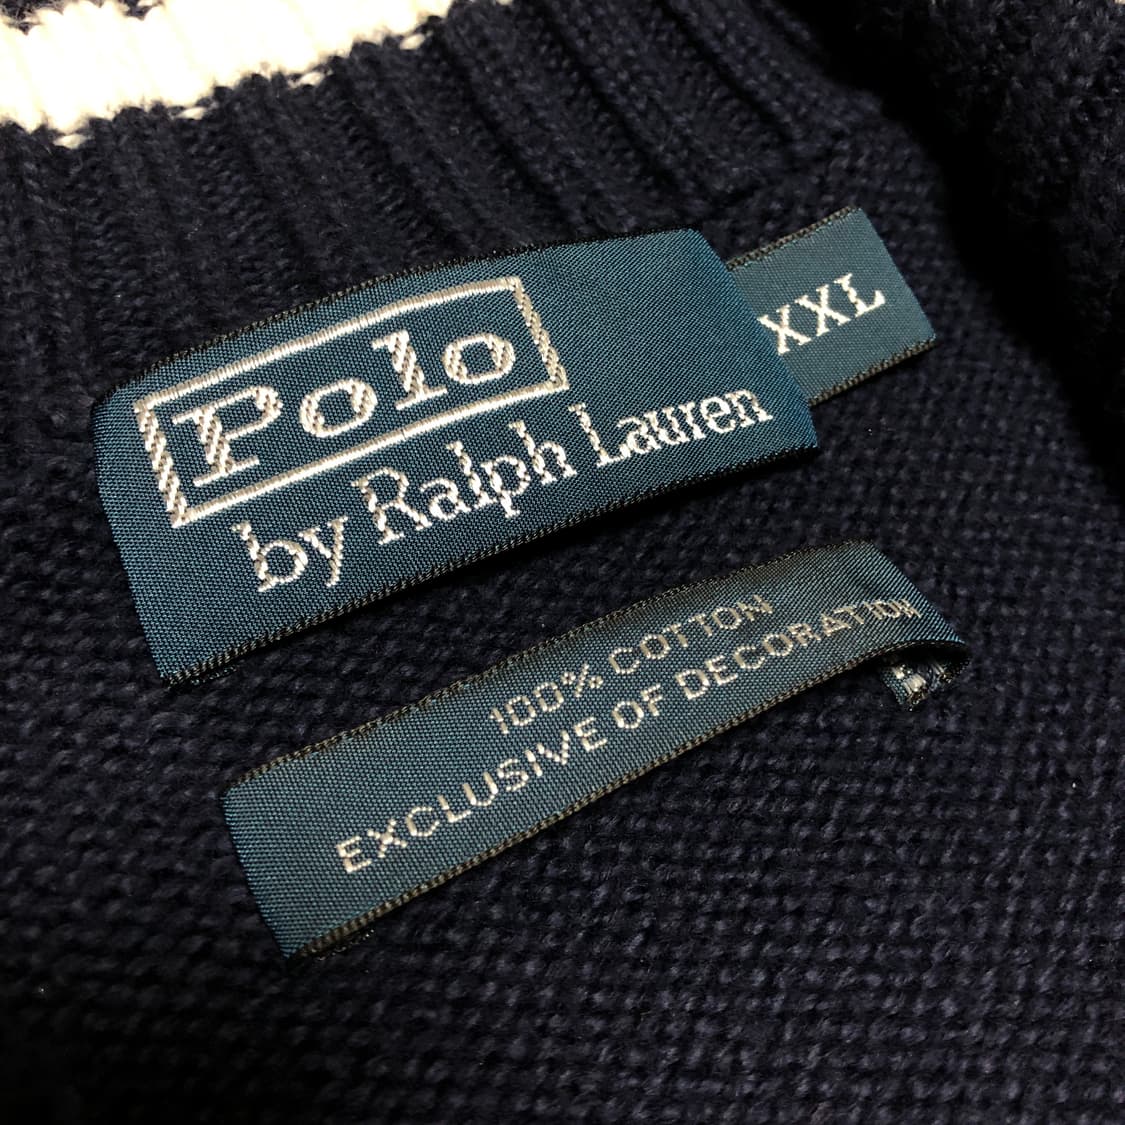 Polo
by Ralph Lauren
XXL
100% COTTON
EXCLUSIVE OF DECORATION